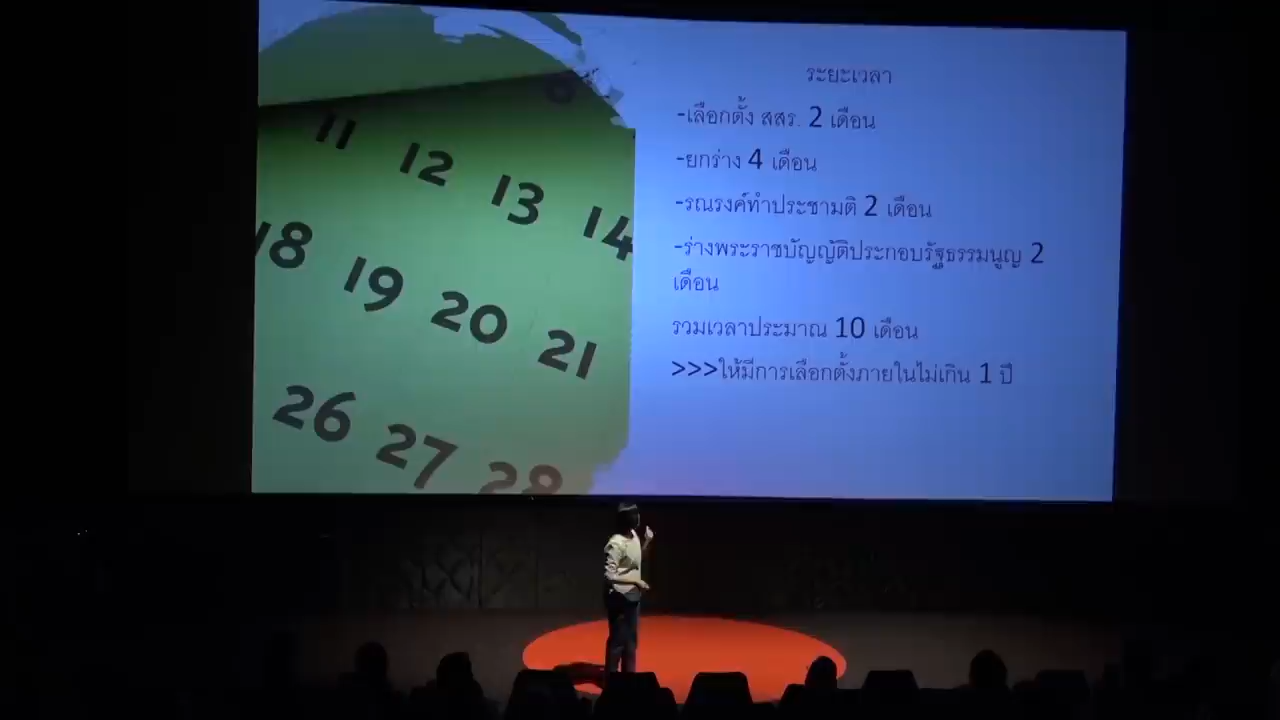 ระยะเวลา
-เลือกตั้ง สสร. 2 เดือน
-ยกร่าง 4 เดือน
-รณรงค์ทำประชามติ 2 เดือน
-ร่างพระราชบัญญัติประกอบรัฐธรรมนูญ 2
เดือน
รวมเวลาประมาณ 10 เดือน
>>>ให้มีการเลือกตั้งภายในไม่เกิน 1 ปี
11 12 13 14
18 19 20 21
26 27 28